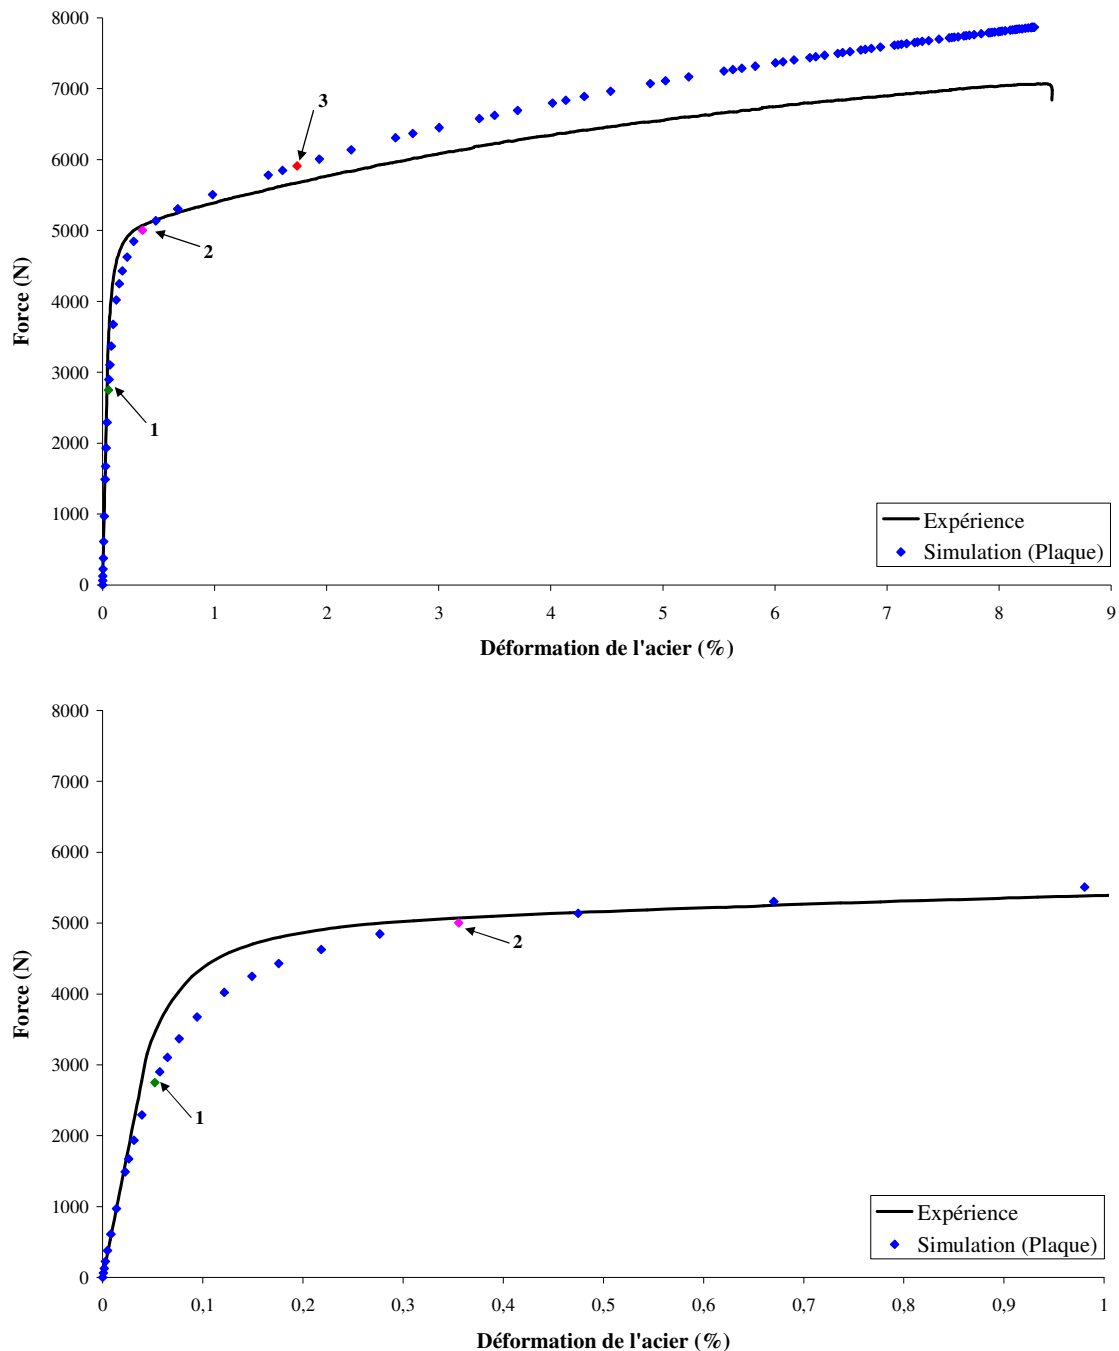 8000
7000
6000
5000
4000
3000
2000
1000
0
Force (N)
3
2
1
Expérience
Simulation (Plaque)
0 1 2 3 4 5 6 7 8 9
Déformation de l'acier (%)
8000
7000
6000
5000
4000
3000
2000
1000
0
Force (N)
2
1
Expérience
Simulation (Plaque)
0 0,1 0,2 0,3 0,4 0,5 0,6 0,7 0,8 0,9 1
Déformation de l'acier (%)